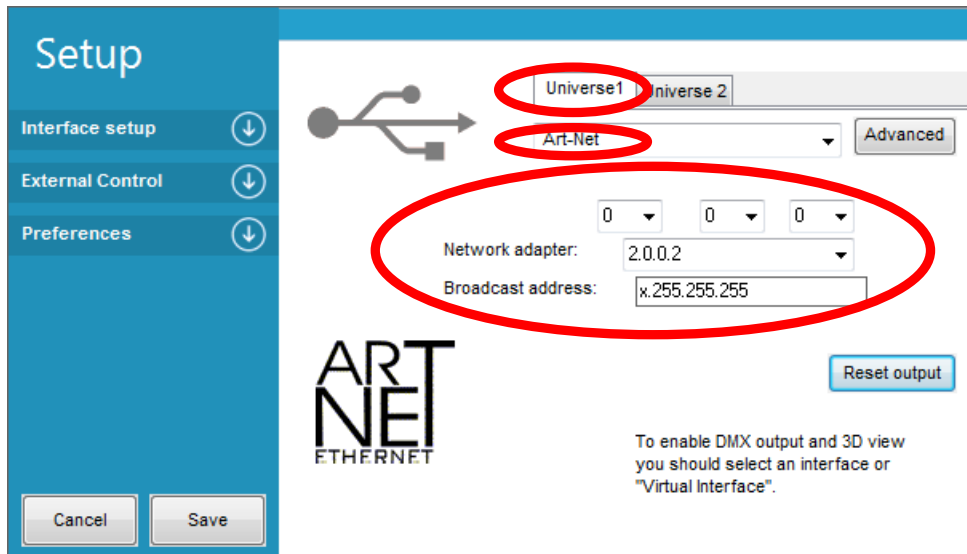 Setup
Interface setup
External Control
Preferences
Cancel
Save
Universe1
Universe 2
Art-Net
Advanced
0 0 0
Network adapter: 2.0.0.2
Broadcast address: x.255.255.255
Reset output
ART
NET
ETHERNET
To enable DMX output and 3D view
you should select an interface or
"Virtual Interface".